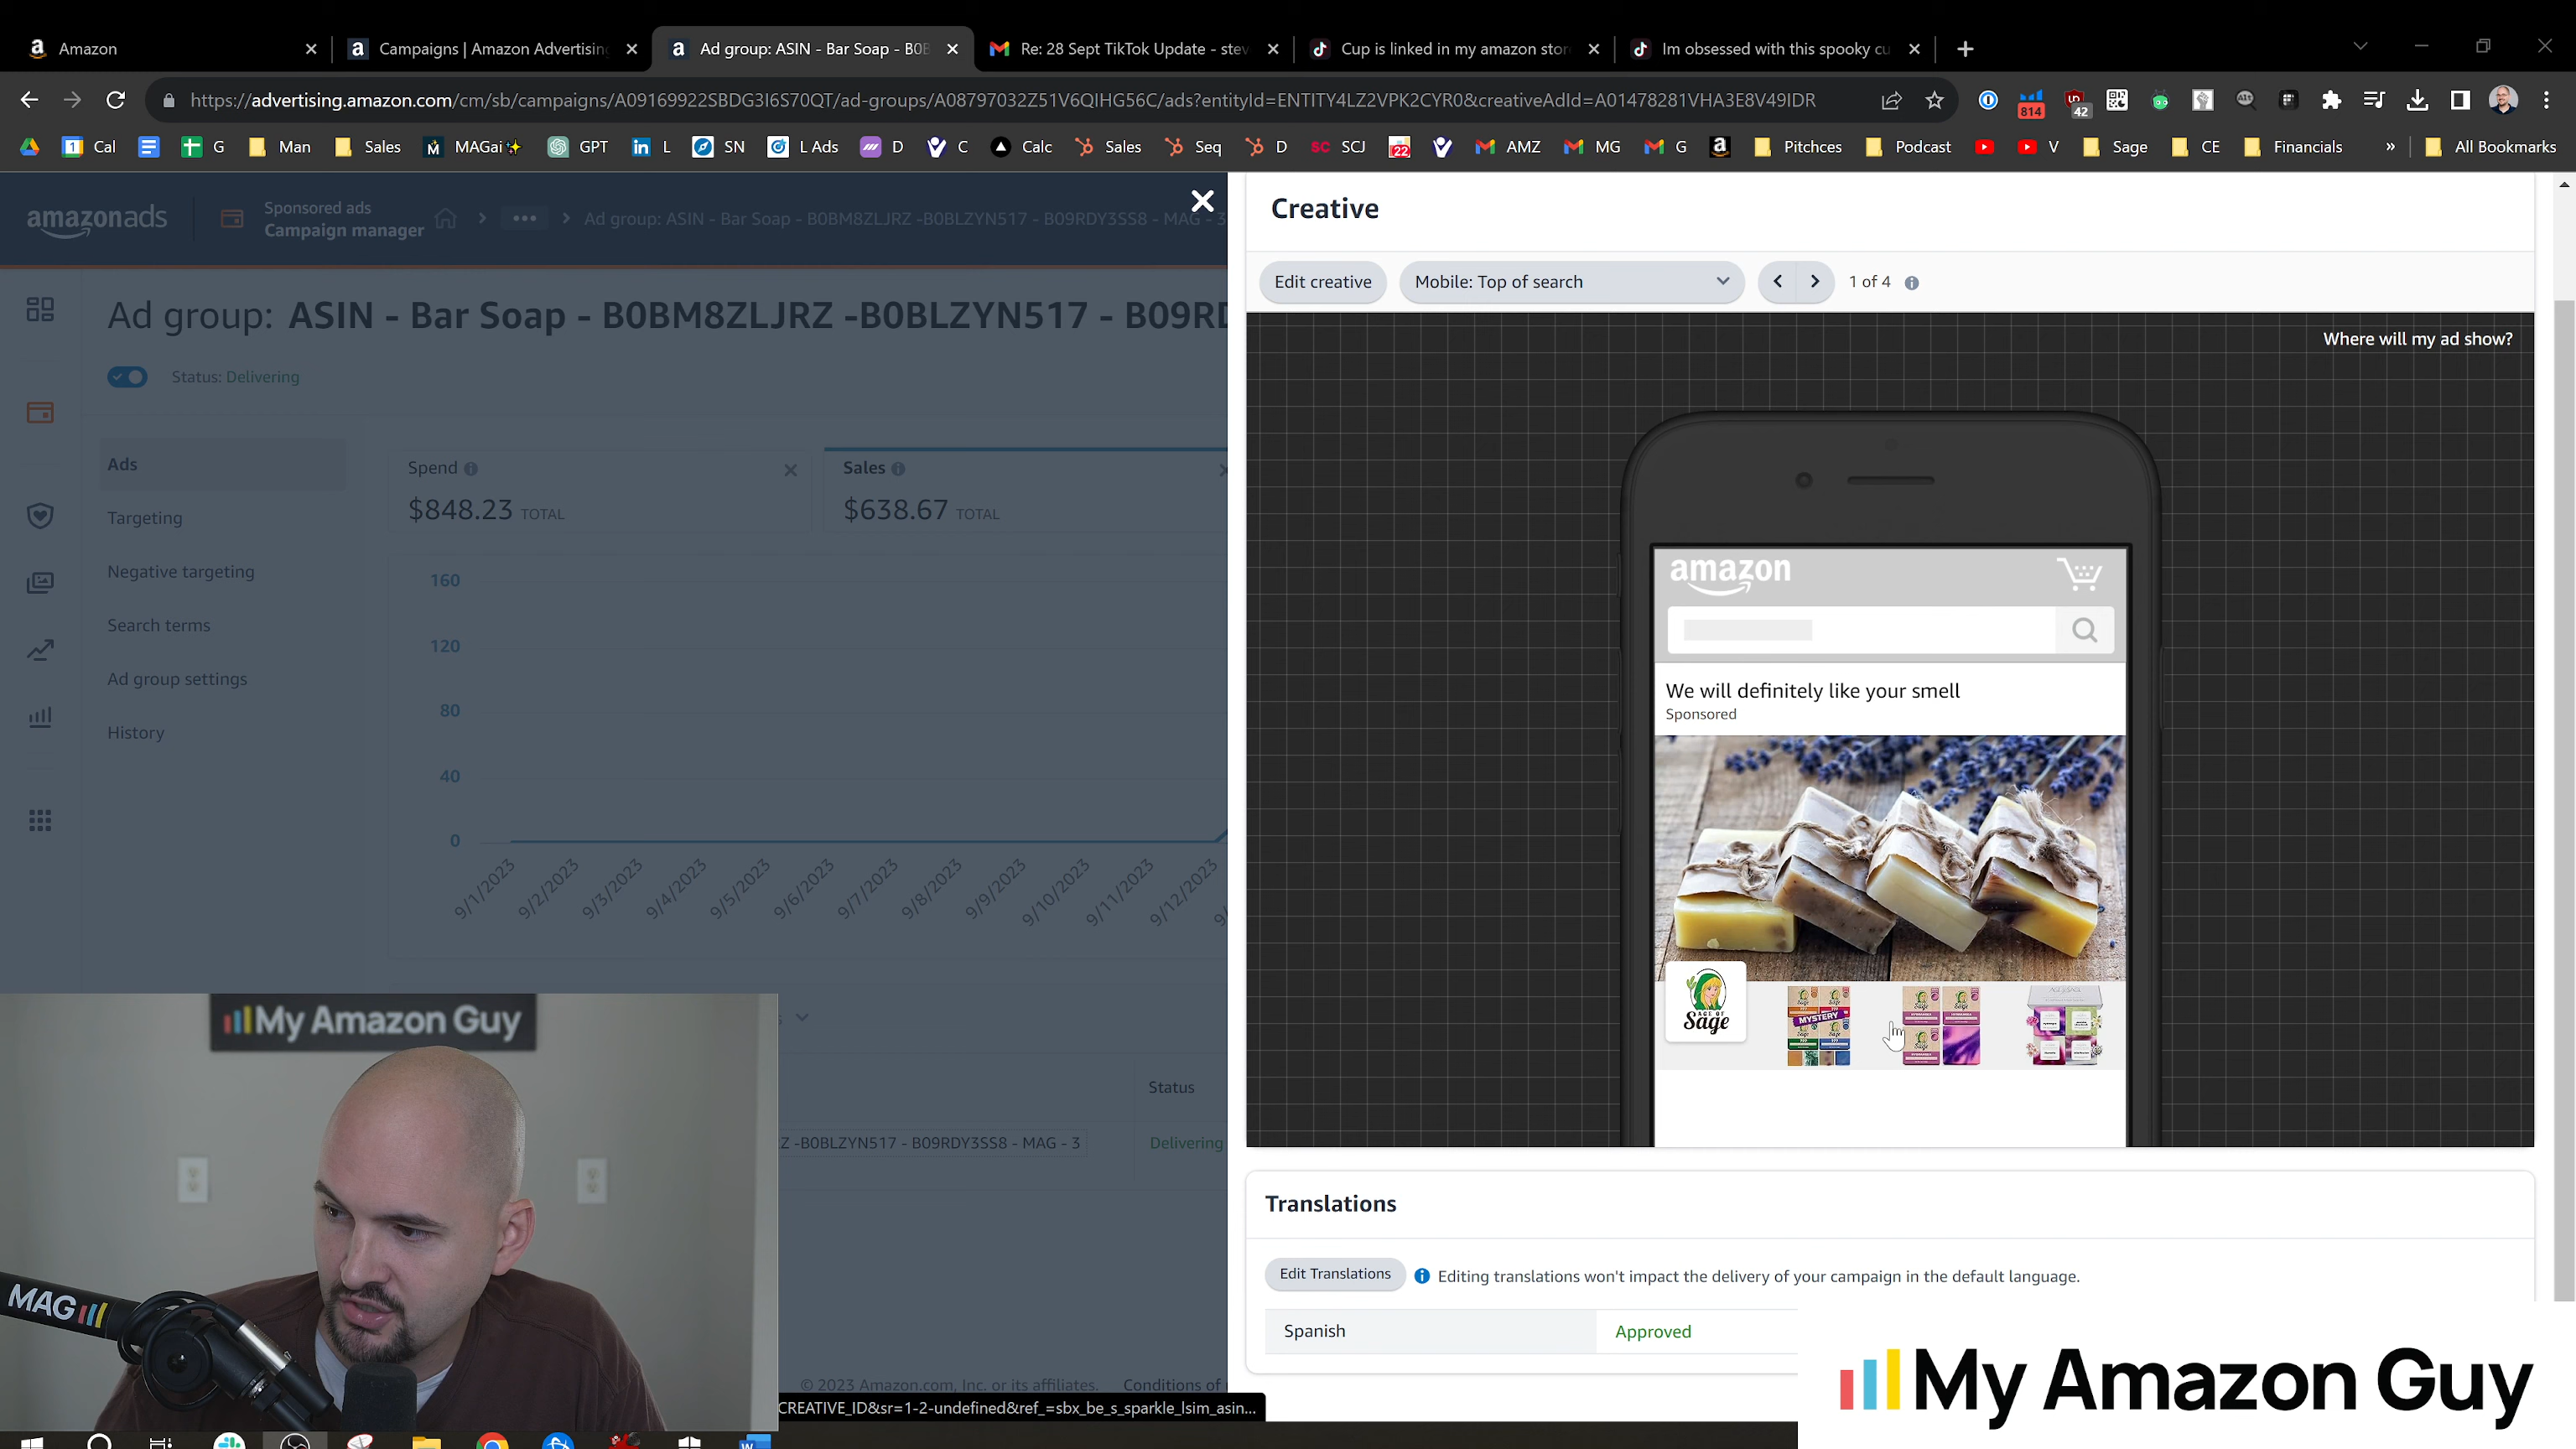 Amazon
Campaigns | Amazon Advertising
Ad group: ASIN - Bar Soap - B0B
Re: 28 Sept TikTok Update - stev
Cup is linked in my amazon stor
Im obsessed with this spooky cu
https://advertising.amazon.com/cm/sb/campaigns/A09169922SBDG3I6S70QT/ad-groups/A08797032Z51V6QIHG56C/ads?entityId=ENTITY4LZ2VPK2CYR0&creativeAdId=A01478281VHA3E8V49IDR
814
42
Cal
G
Man
Sales
MAGai✨
GPT
L
SN
L Ads
D
C
Calc
Sales
Seq
D
SC SCJ
22
AMZ
MG
G
Pitchces
Podcast
V
Sage
CE
Financials
»
All Bookmarks
amazonads
Sponsored ads
Campaign manager
Ad group: ASIN - Bar Soap - B0BM8ZLJRZ -B0BLZYN517 - B09RDY3SS8 - MAG - 3
Ad group: ASIN - Bar Soap - B0BM8ZLJRZ -B0BLZYN517 - B09RD
Status: Delivering
Ads
Targeting
Negative targeting
Search terms
Ad group settings
History
Spend
$848.23 TOTAL
Sales
$638.67 TOTAL
160
120
80
40
0
9/1/2023
9/2/2023
9/3/2023
9/4/2023
9/5/2023
9/6/2023
9/7/2023
9/8/2023
9/9/2023
9/10/2023
9/11/2023
9/12/2023
Status
Z -B0BLZYN517 - B09RDY3SS8 - MAG - 3
Delivering
© 2023 Amazon.com, Inc. or its affiliates.
Conditions of
CREATIVE_ID&sr=1-2-undefined&ref_=sbx_be_s_sparkle_lsim_asin...
Creative
Edit creative
Mobile: Top of search
1 of 4
Where will my ad show?
amazon
We will definitely like your smell
Sponsored
AGE OF
Sage
MYSTERY
Translations
Edit Translations
Editing translations won't impact the delivery of your campaign in the default language.
Spanish
Approved
My Amazon Guy
MAG
My Amazon Guy